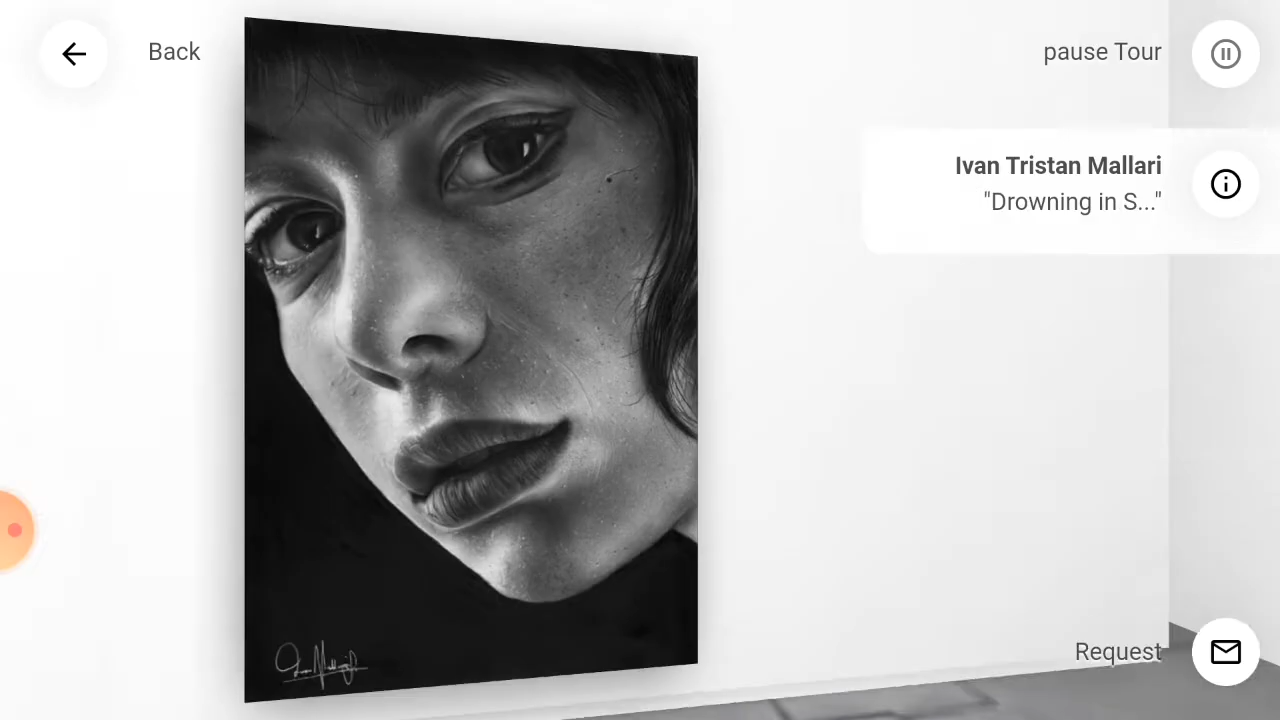 Back
pause Tour
Ivan Tristan Mallari
"Drowning in S..."
Request